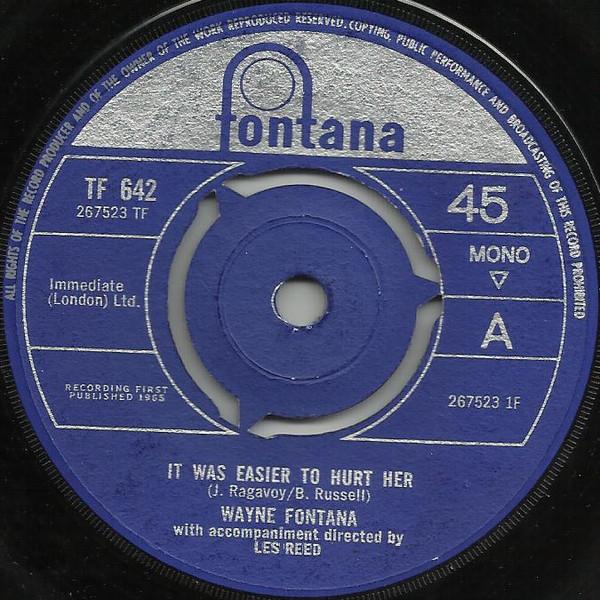 ALL RIGHTS OF THE RECORD PRODUCER AND OF THE OWNER OF THE WORK REPRODUCED RESERVED. COPYING, PUBLIC PERFORMANCE AND BROADCASTING OF THIS RECORD PROHIBITED
fontana
TF 642
267523 TF
Immediate
(London) Ltd.
RECORDING FIRST
PUBLISHED 1965
45
MONO
A
267523 1F
IT WAS EASIER TO HURT HER
(J. Ragavoy/B. Russell)
WAYNE FONTANA
with accompaniment directed by
LES REED